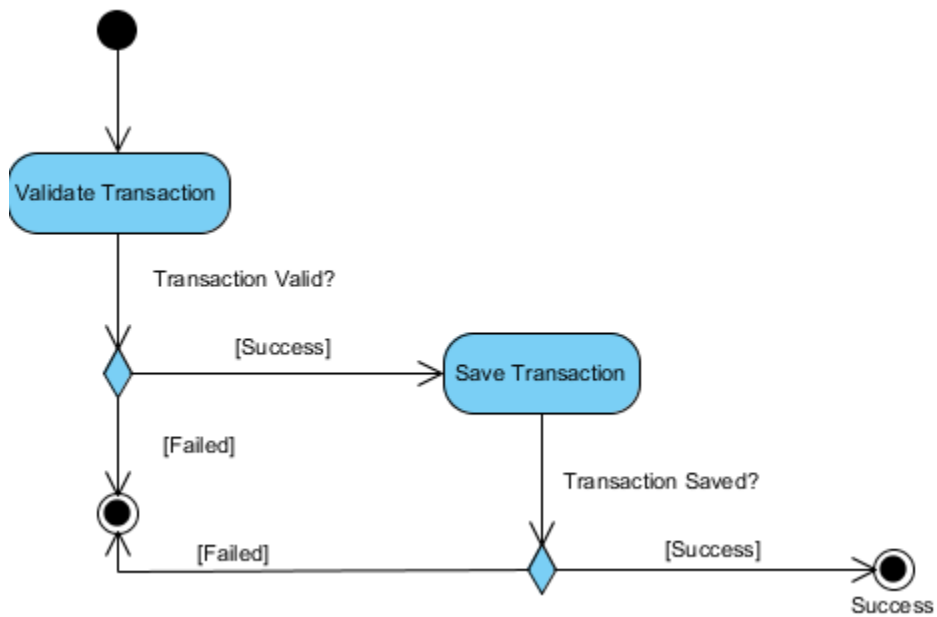 Validate Transaction
Transaction Valid?
[Success]
Save Transaction
[Failed]
Transaction Saved?
[Failed]
[Success]
Success